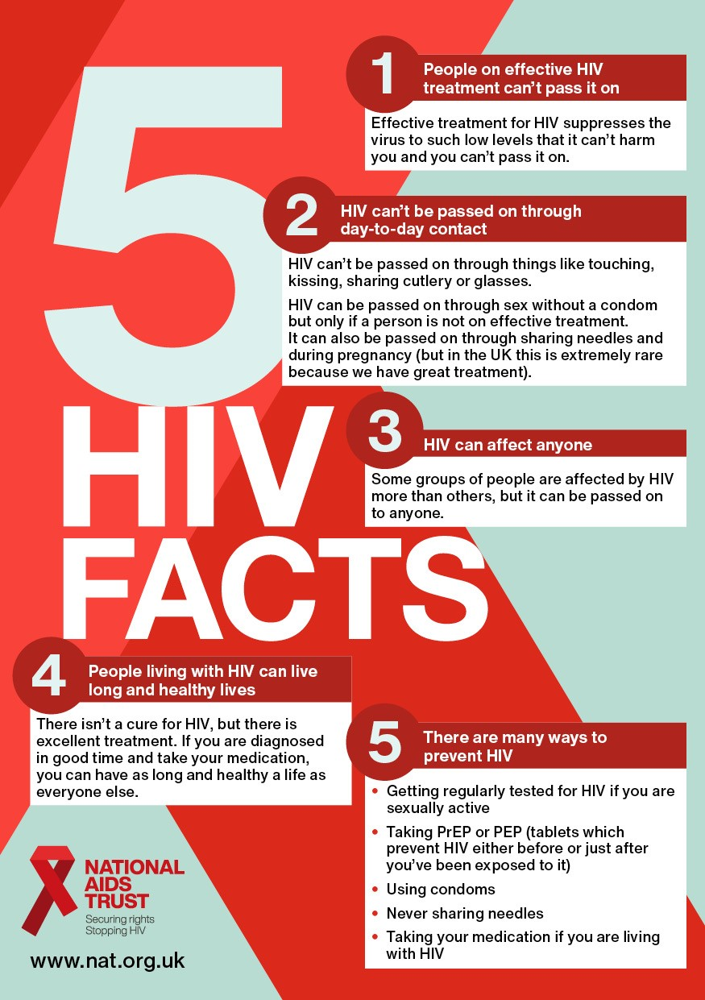 5
HIV
FACTS
1
People on effective HIV
treatment can't pass it on
Effective treatment for HIV suppresses the
virus to such low levels that it can't harm
you and you can't pass it on.
2
HIV can't be passed on through
day-to-day contact
HIV can't be passed on through things like touching,
kissing, sharing cutlery or glasses.
HIV can be passed on through sex without a condom
but only if a person is not on effective treatment.
It can also be passed on through sharing needles and
during pregnancy (but in the UK this is extremely rare
because we have great treatment).
3
HIV can affect anyone
Some groups of people are affected by HIV
more than others, but it can be passed on
to anyone.
4
People living with HIV can live
long and healthy lives
There isn't a cure for HIV, but there is
excellent treatment. If you are diagnosed
in good time and take your medication,
you can have as long and healthy a life as
everyone else.
5
There are many ways to
prevent HIV
• Getting regularly tested for HIV if you are
sexually active
• Taking PrEP or PEP (tablets which
prevent HIV either before or just after
you've been exposed to it)
• Using condoms
• Never sharing needles
• Taking your medication if you are living
with HIV
NATIONAL
AIDS
TRUST
Securing rights
Stopping HIV
www.nat.org.uk